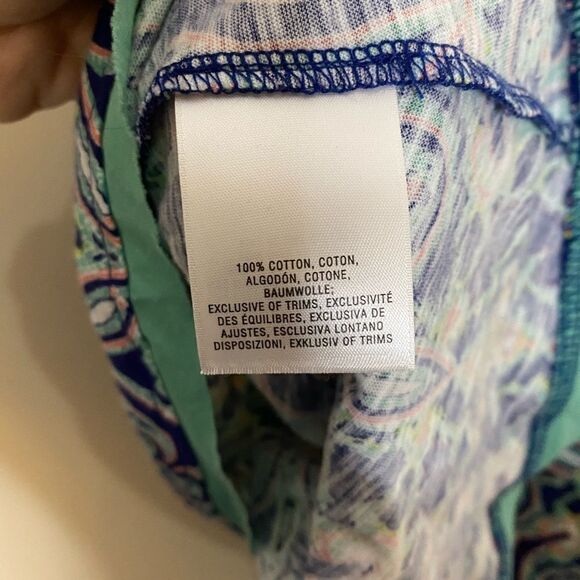 100% COTTON, COTON,
ALGODÓN, COTONE,
BAUMWOLLE;
EXCLUSIVE OF TRIMS, EXCLUSIVITÉ
DES ÉQUILIBRES, EXCLUSIVA DE
AJUSTES, ESCLUSIVA LONTANO
DISPOSIZIONI, EXKLUSIV OF TRIMS